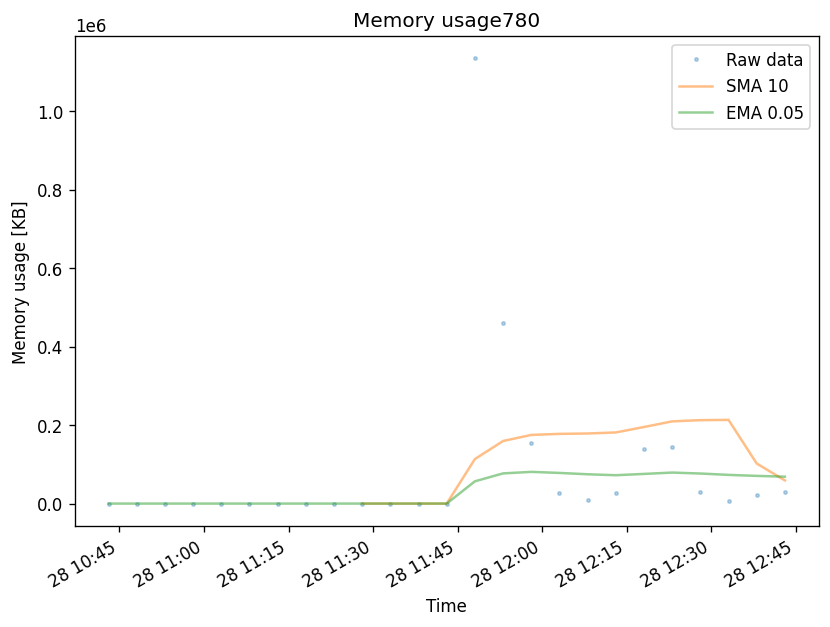 Memory usage780
1e6
Raw data
SMA 10
EMA 0.05
1.0
0.8
0.6
0.4
0.2
0.0
Memory usage [KB]
28 10:45
28 11:00
28 11:15
28 11:30
28 11:45
28 12:00
28 12:15
28 12:30
28 12:45
Time